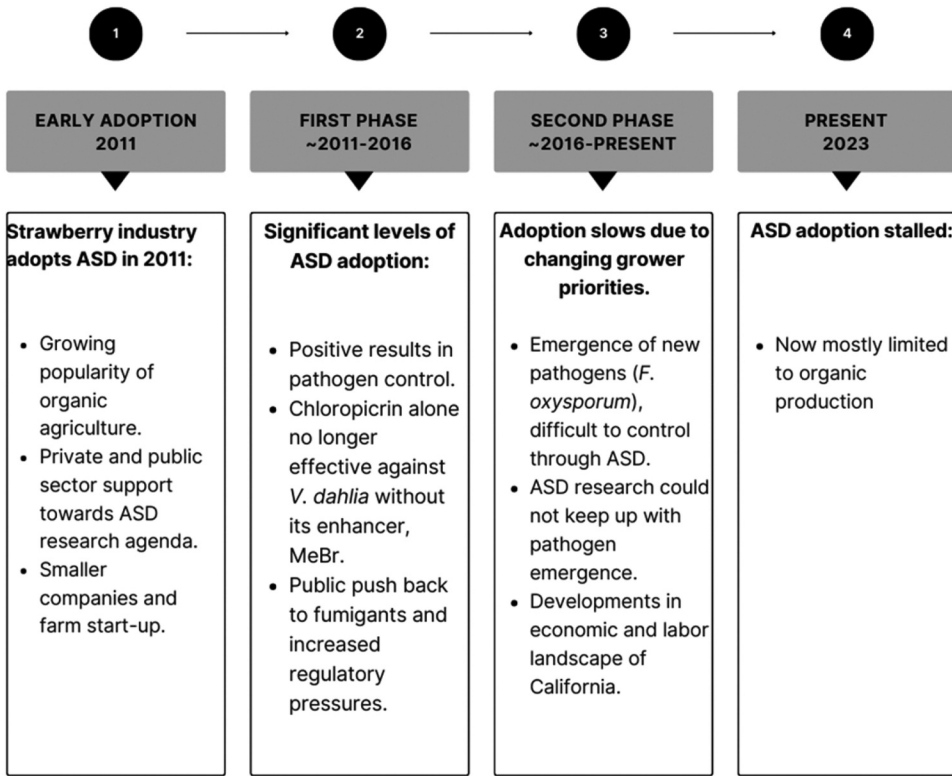 1
2
3
4
EARLY ADOPTION
2011
FIRST PHASE
~2011-2016
SECOND PHASE
~2016-PRESENT
PRESENT
2023
Strawberry industry
adopts ASD in 2011:
• Growing
popularity of
organic
agriculture.
• Private and public
sector support
towards ASD
research agenda.
• Smaller
companies and
farm start-up.
Significant levels of
ASD adoption:
• Positive results in
pathogen control.
• Chloropicrin alone
no longer
effective against
V. dahlia without
its enhancer,
MeBr.
• Public push back
to fumigants and
increased
regulatory
pressures.
Adoption slows due to
changing grower
priorities.
• Emergence of new
pathogens (F.
oxysporum),
difficult to control
through ASD.
• ASD research could
not keep up with
pathogen
emergence.
• Developments in
economic and labor
landscape of
California.
ASD adoption stalled:
• Now mostly limited
to organic
production